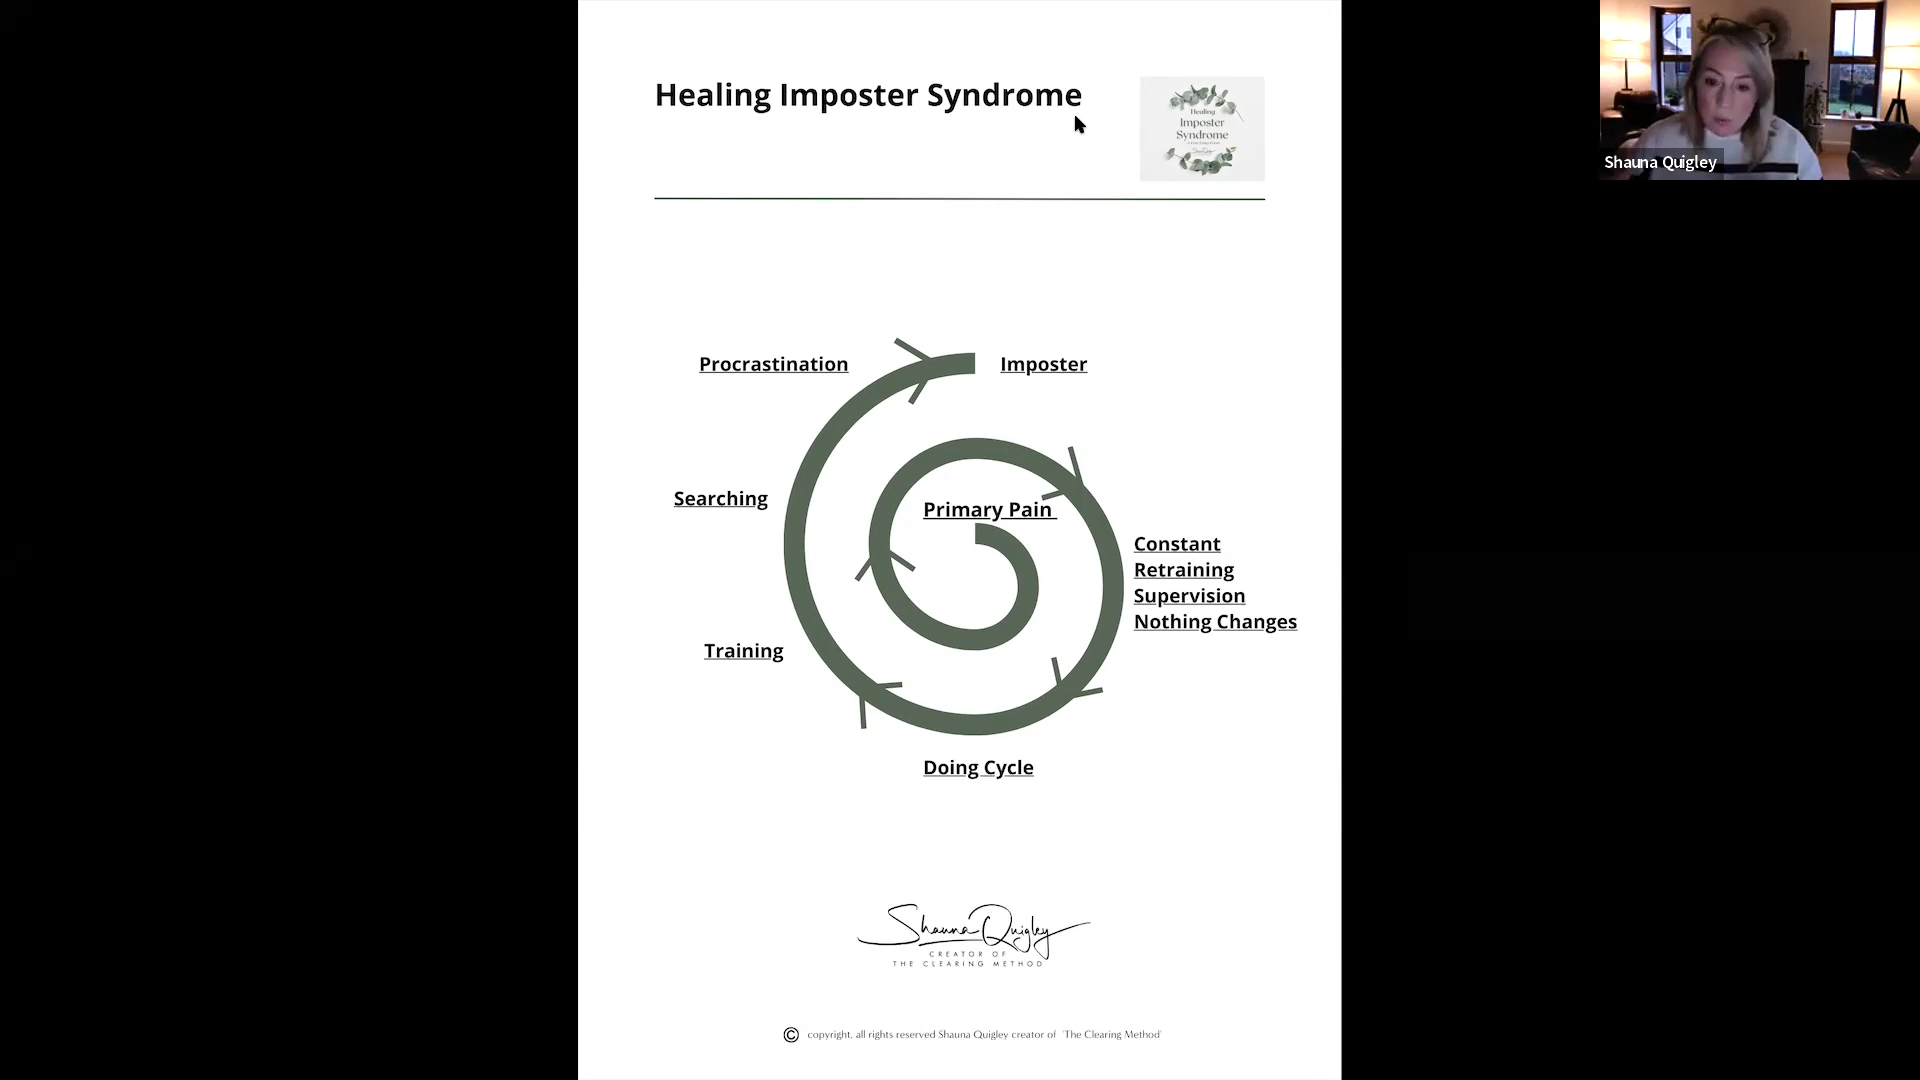 Healing Imposter Syndrome
Healing
Imposter
Syndrome
Shauna Quigley
Procrastination
Imposter
Searching
Primary Pain
Constant
Retraining
Supervision
Nothing Changes
Training
Doing Cycle
Shauna Quigley
CREATOR OF
THE CLEARING METHOD
© copyright, all rights reserved Shauna Quigley creator of 'The Clearing Method'